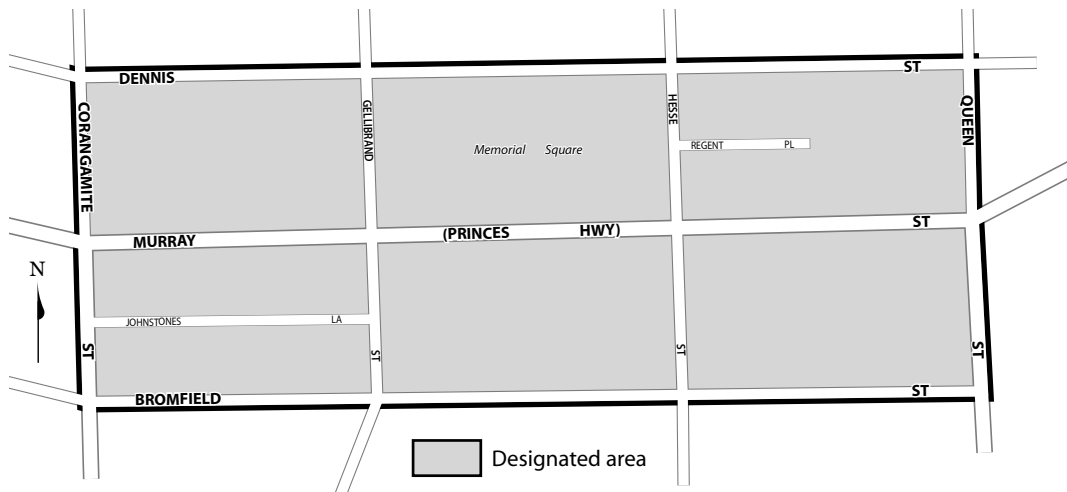 DENNIS ST
CORANGAMITE ST
GELLIBRAND ST
HESSE ST
QUEEN ST
Memorial Square
REGENT PL
MURRAY (PRINCES HWY) ST
N
JOHNSTONES LA
BROMFIELD ST
Designated area